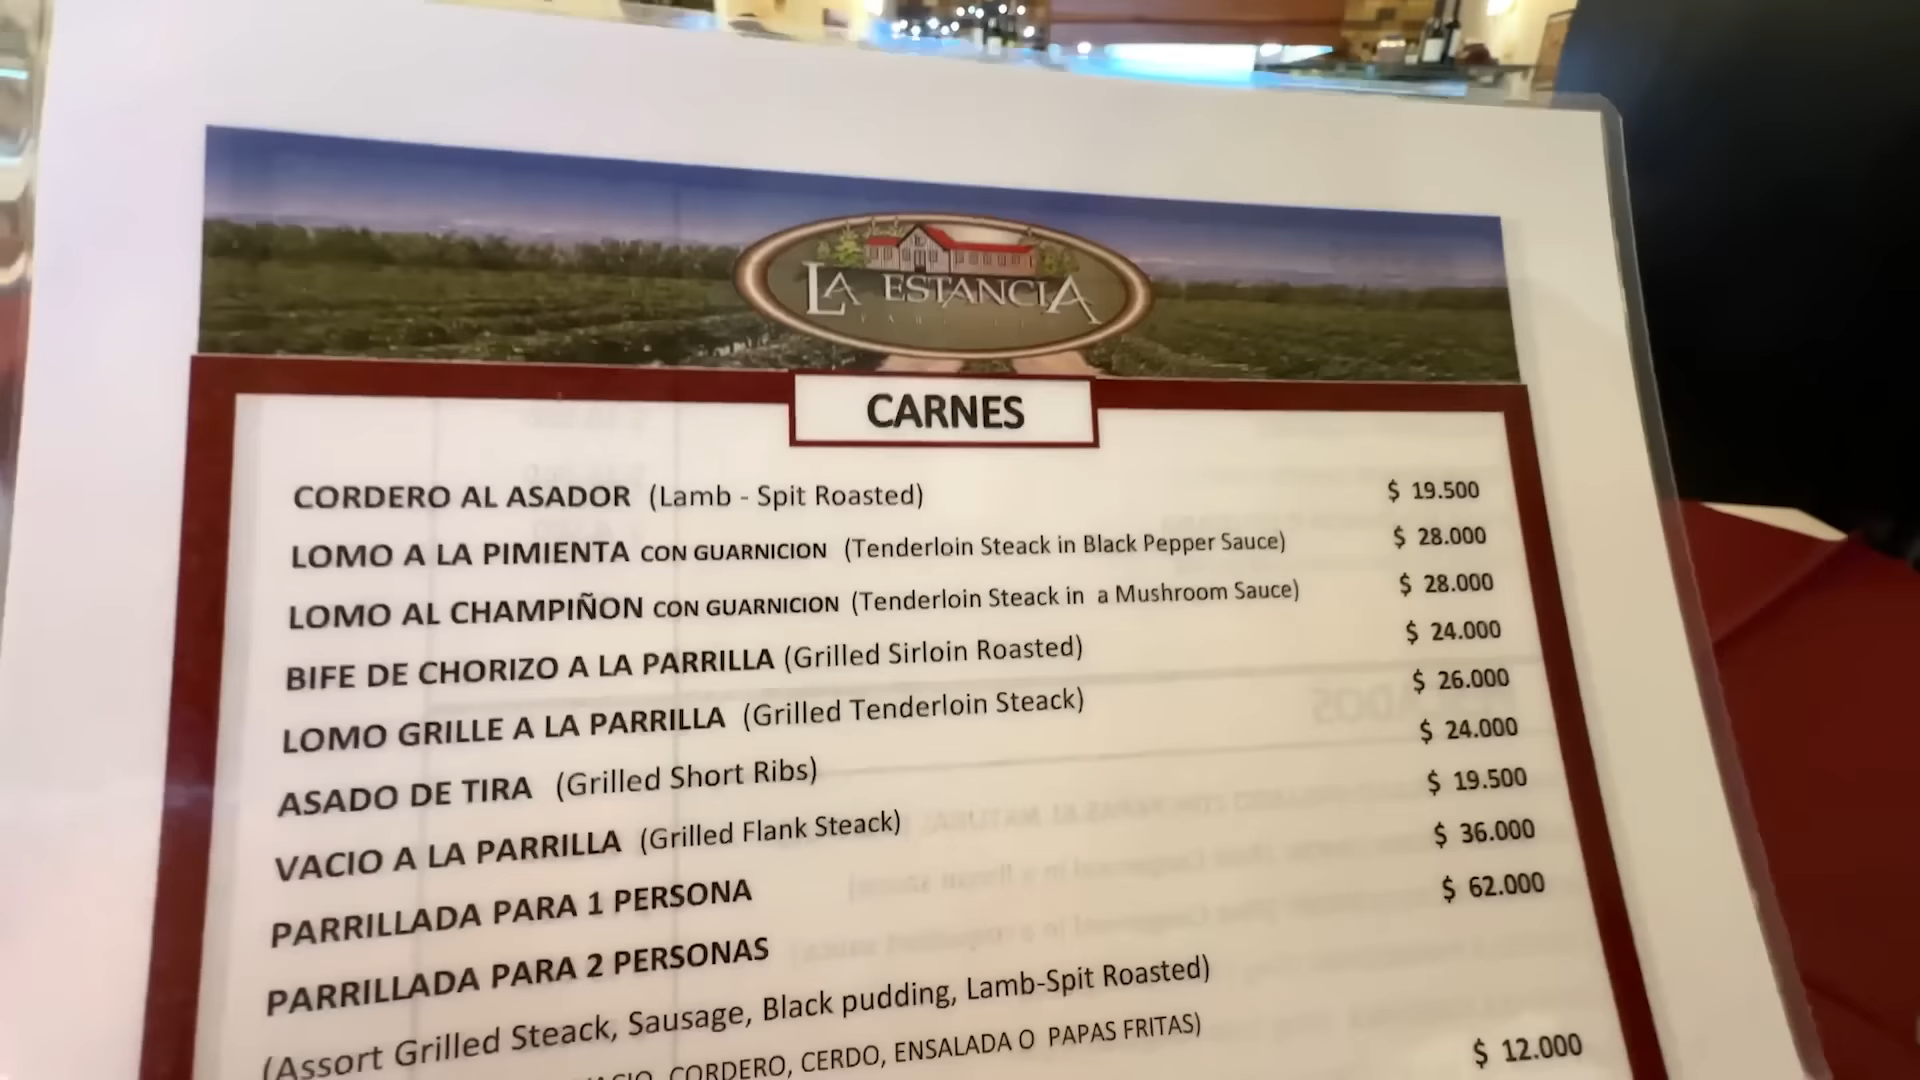 LA ESTANCIA
CARNES
CORDERO AL ASADOR (Lamb - Spit Roasted) $ 19.500
LOMO A LA PIMIENTA CON GUARNICION (Tenderloin Steack in Black Pepper Sauce) $ 28.000
LOMO AL CHAMPIÑON CON GUARNICION (Tenderloin Steack in a Mushroom Sauce) $ 28.000
BIFE DE CHORIZO A LA PARRILLA (Grilled Sirloin Roasted) $ 24.000
LOMO GRILLE A LA PARRILLA (Grilled Tenderloin Steack) $ 26.000
ASADO DE TIRA (Grilled Short Ribs) $ 24.000
VACIO A LA PARRILLA (Grilled Flank Steack) $ 19.500
PARRILLADA PARA 1 PERSONA $ 36.000
PARRILLADA PARA 2 PERSONAS $ 62.000
(Assort Grilled Steack, Sausage, Black pudding, Lamb-Spit Roasted)
CORDERO, CERDO, ENSALADA O PAPAS FRITAS) $ 12.000